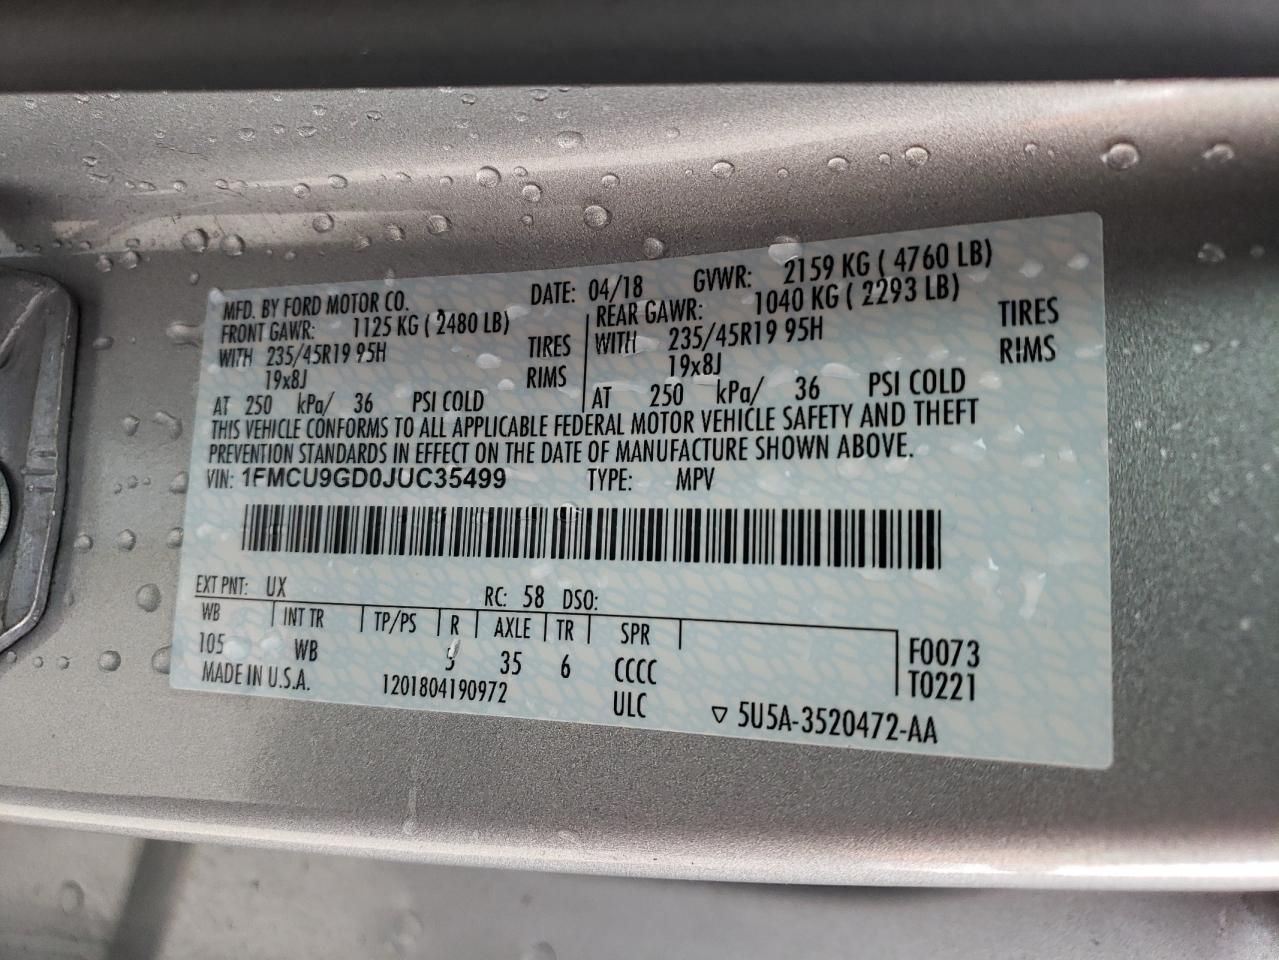 MFD. BY FORD MOTOR CO. DATE: 04/18 GVWR: 2159 KG ( 4760 LB)
FRONT GAWR: 1125 KG ( 2480 LB) REAR GAWR: 1040 KG ( 2293 LB)
WITH 235/45R19 95H TIRES WITH 235/45R19 95H TIRES
19x8J RIMS 19x8J RIMS
AT 250 kPa/ 36 PSI COLD AT 250 kPa/ 36 PSI COLD
THIS VEHICLE CONFORMS TO ALL APPLICABLE FEDERAL MOTOR VEHICLE SAFETY AND THEFT
PREVENTION STANDARDS IN EFFECT ON THE DATE OF MANUFACTURE SHOWN ABOVE.
VIN: 1FMCU9GD0JUC35499 TYPE: MPV
EXT PNT: UX RC: 58 DSO:
WB INT TR TP/PS R AXLE TR SPR
105 WB 5 35 6 CCCC F0073
ULC T0221
MADE IN U.S.A. 1201804190972 ▽ 5U5A-3520472-AA